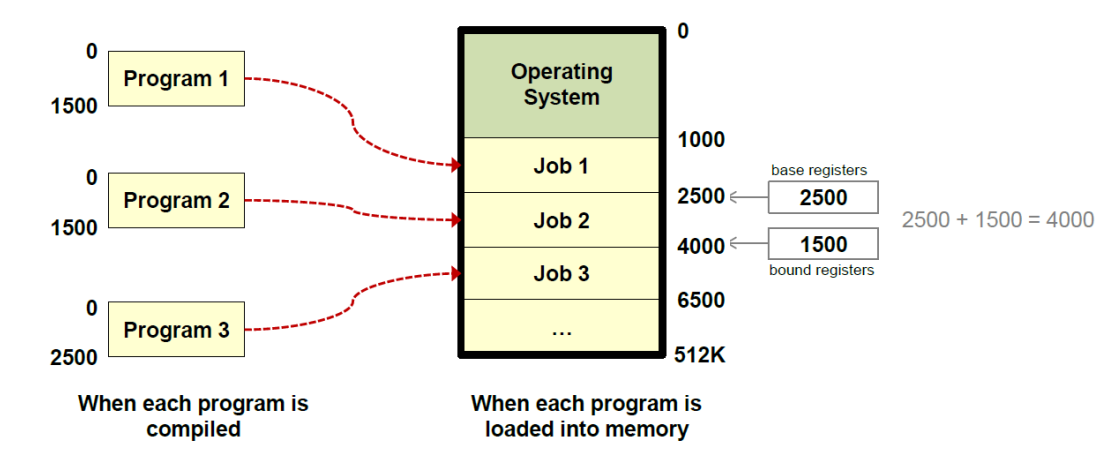 0
Program 1
1500
0
Program 2
1500
0
Program 3
2500
When each program is
compiled
Operating
System
Job 1
Job 2
Job 3
...
0
1000
2500
4000
6500
512K
When each program is
loaded into memory
base registers
2500
1500
bound registers
2500 + 1500 = 4000